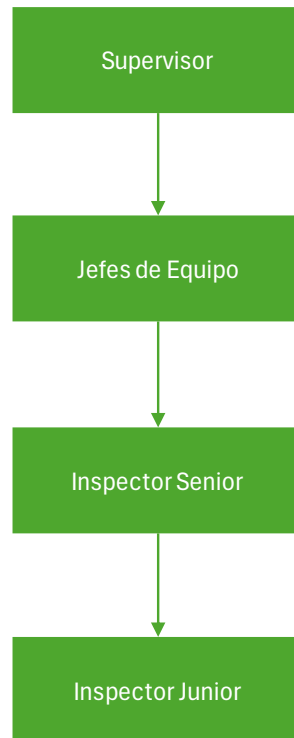 Supervisor
Jefes de Equipo
Inspector Senior
Inspector Junior